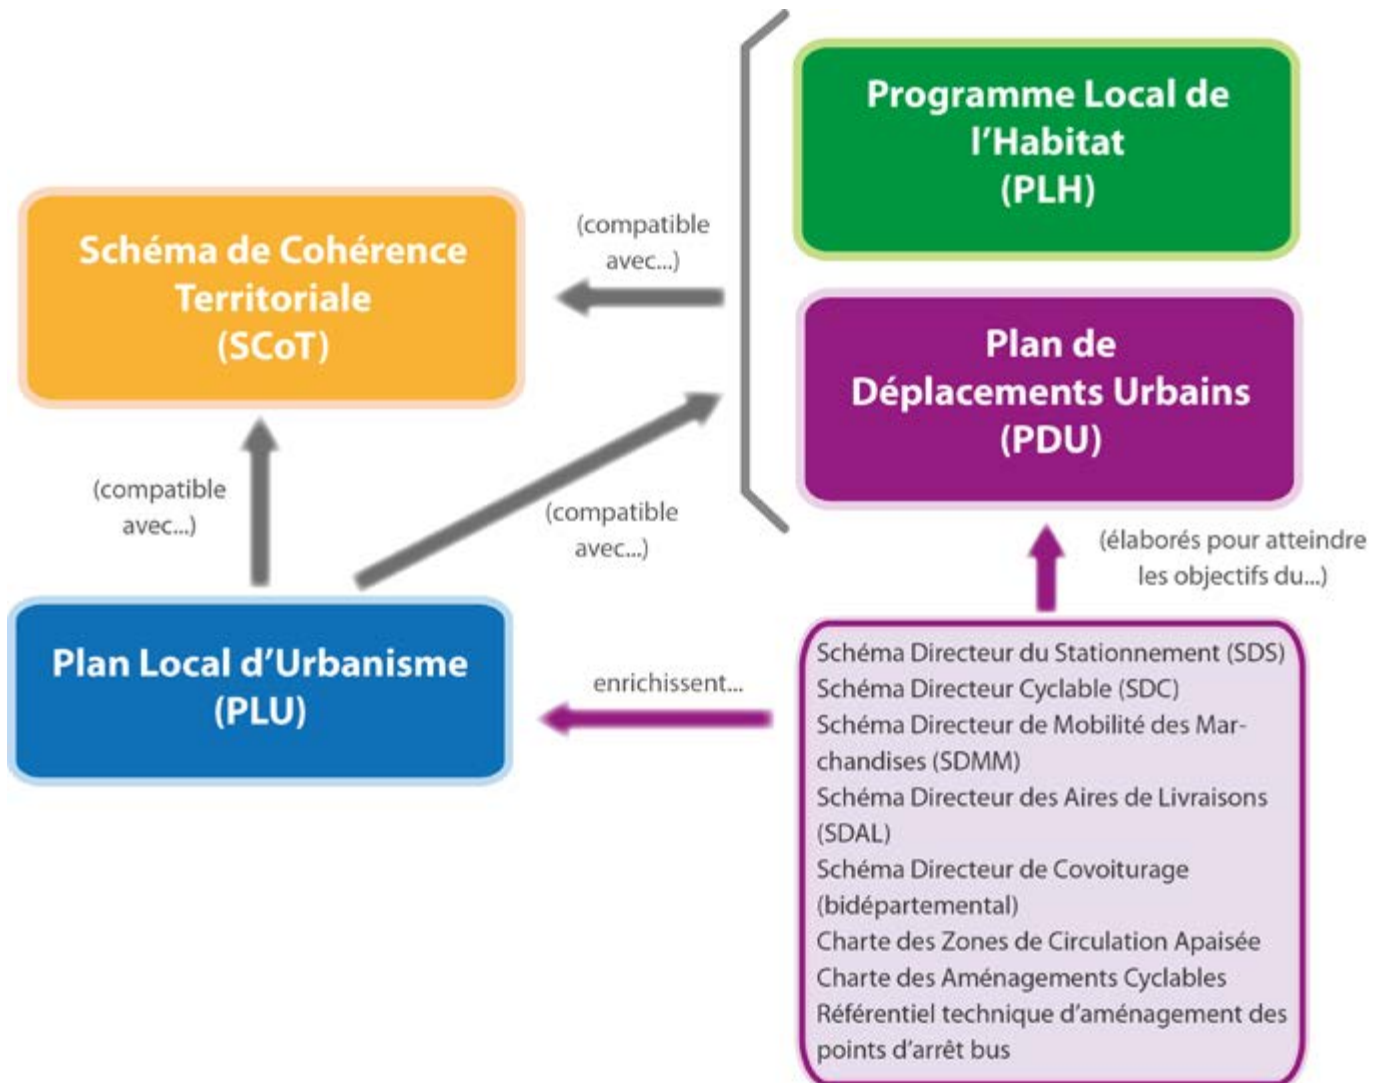 Programme Local de
l'Habitat
(PLH)
Schéma de Cohérence
Territoriale
(SCoT)
(compatible
avec...)
Plan de
Déplacements Urbains
(PDU)
(compatible
avec...)
(compatible
avec...)
(élaborés pour atteindre
les objectifs du...)
Plan Local d'Urbanisme
(PLU)
enrichissent...
Schéma Directeur du Stationnement (SDS)
Schéma Directeur Cyclable (SDC)
Schéma Directeur de Mobilité des Mar-
chandises (SDMM)
Schéma Directeur des Aires de Livraisons
(SDAL)
Schéma Directeur de Covoiturage
(bidépartemental)
Charte des Zones de Circulation Apaisée
Charte des Aménagements Cyclables
Référentiel technique d'aménagement des
points d'arrêt bus